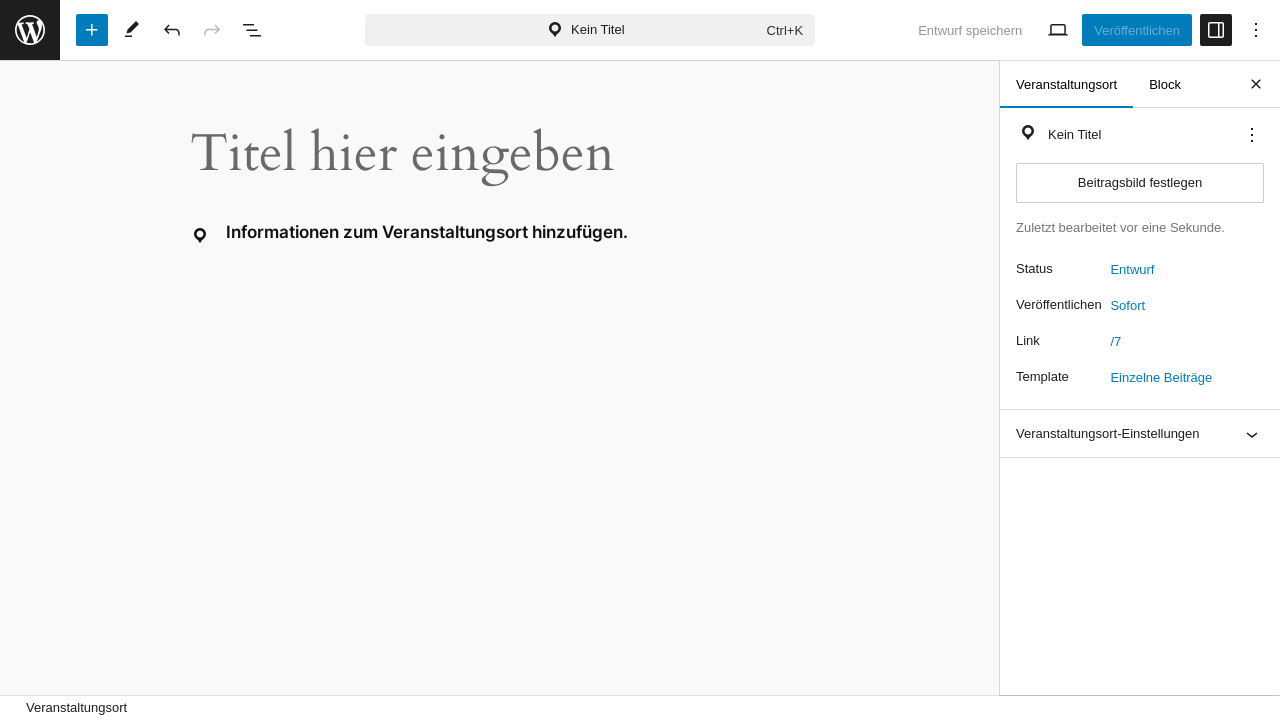 Kein Titel
Ctrl+K
Entwurf speichern
Veröffentlichen
Titel hier eingeben
Informationen zum Veranstaltungsort hinzufügen.
Veranstaltungsort
Block
Kein Titel
Beitragsbild festlegen
Zuletzt bearbeitet vor eine Sekunde.
Status Entwurf
Veröffentlichen Sofort
Link /7
Template Einzelne Beiträge
Veranstaltungsort-Einstellungen
Veranstaltungsort